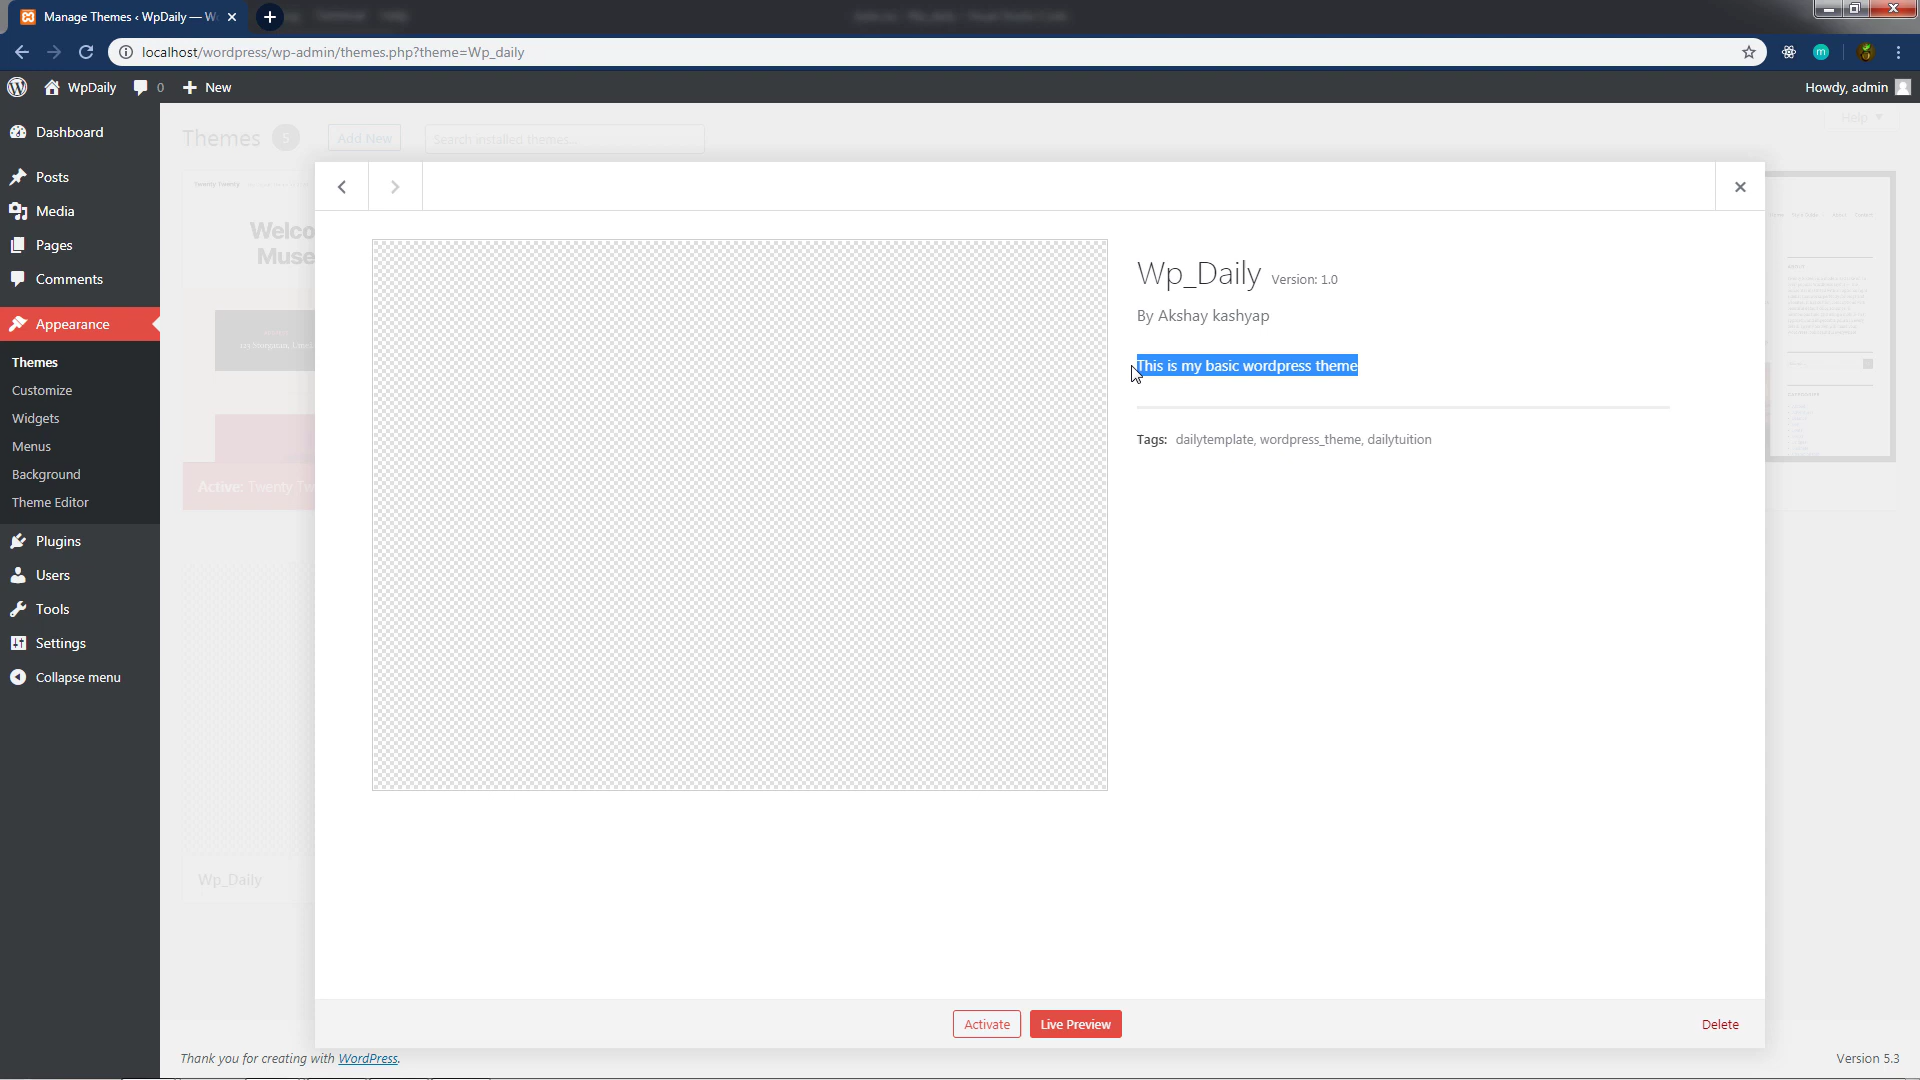 Manage Themes ‹ WpDaily — W
localhost/wordpress/wp-admin/themes.php?theme=Wp_daily
WpDaily 0 New Howdy, admin
Dashboard
Posts
Media
Pages
Comments
Appearance
Themes
Customize
Widgets
Menus
Background
Theme Editor
Plugins
Users
Tools
Settings
Collapse menu
Themes 5 Add New Search installed themes... Help
Twenty Twenty
Welco
Muse
Active: Twenty Tw
Wp_Daily
Wp_Daily Version: 1.0
By Akshay kashyap
This is my basic wordpress theme
Tags: dailytemplate, wordpress_theme, dailytuition
Activate Live Preview Delete
Thank you for creating with WordPress.
Version 5.3